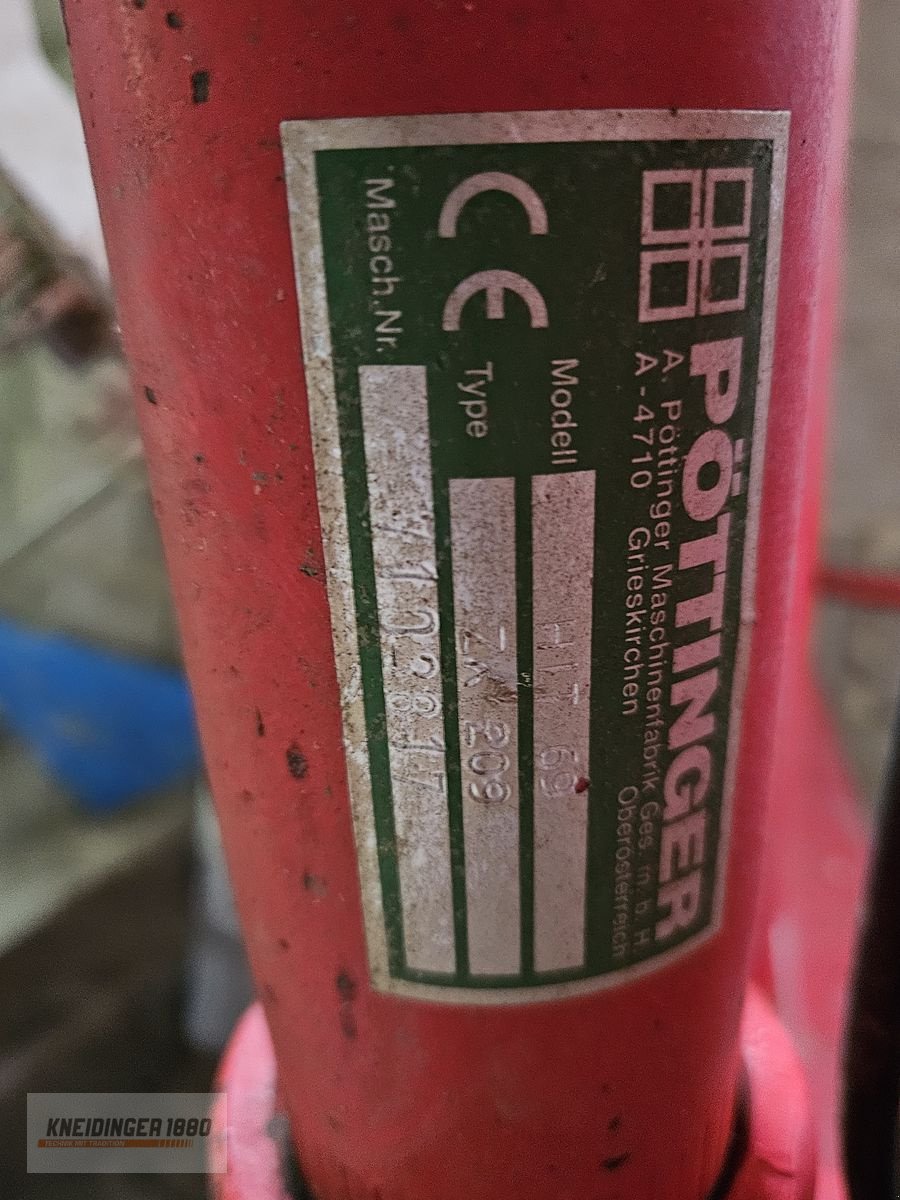 PÖTTINGER
A. Pöttinger Maschinenfabrik Ges. m. b. H
A-4710 Grieskirchen Oberösterreich
CE
Modell HIT 69
Type ZK 209
Masch.Nr.
KNEIDINGER 1880
TECHNIK MIT TRADITION